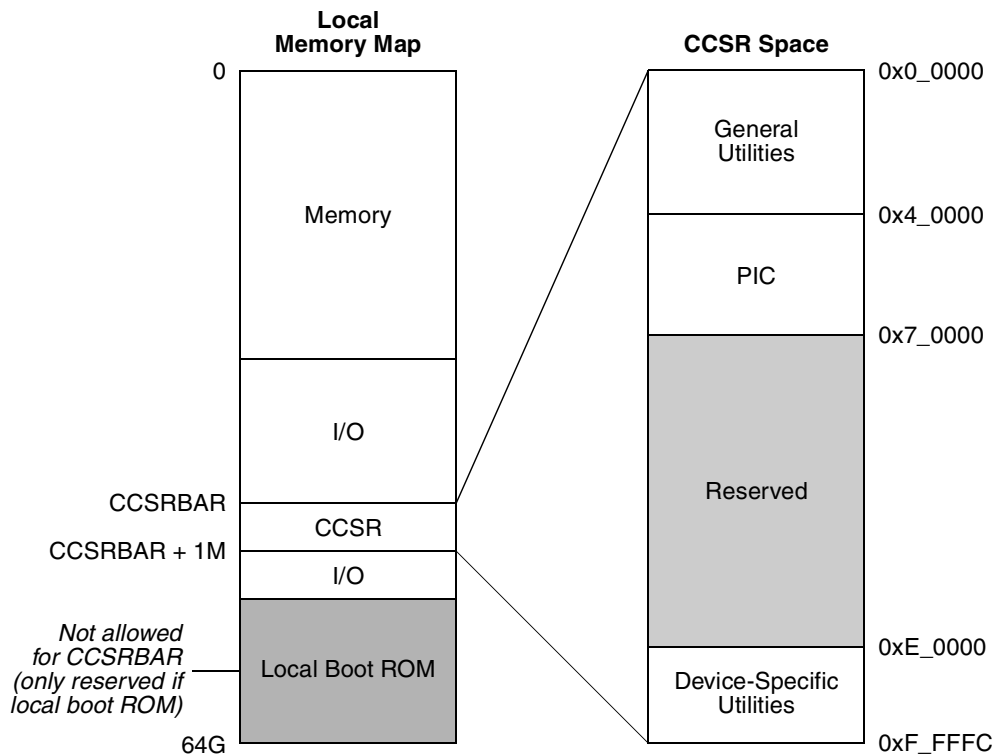 Local
Memory Map
0
Memory
I/O
CCSRBAR
CCSR
CCSRBAR + 1M
I/O
Not allowed
for CCSRBAR
(only reserved if
local boot ROM)
Local Boot ROM
64G
CCSR Space
0x0_0000
General
Utilities
0x4_0000
PIC
0x7_0000
Reserved
0xE_0000
Device-Specific
Utilities
0xF_FFFC